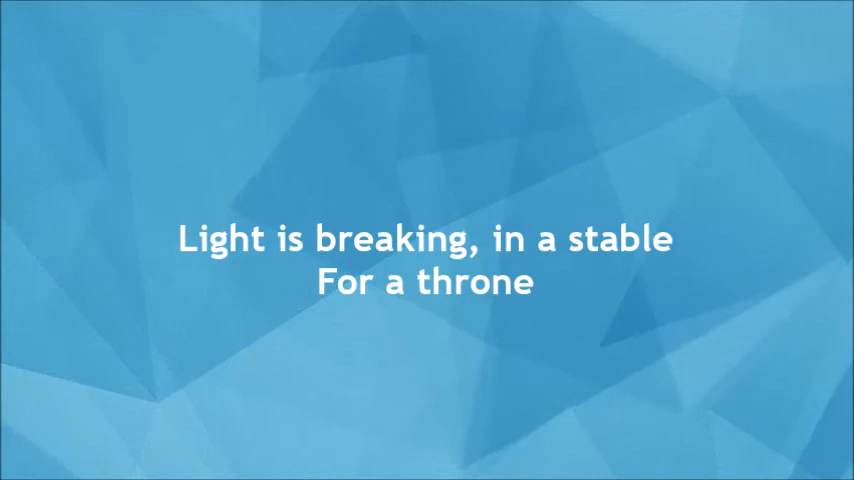 Light is breaking, in a stable
For a throne